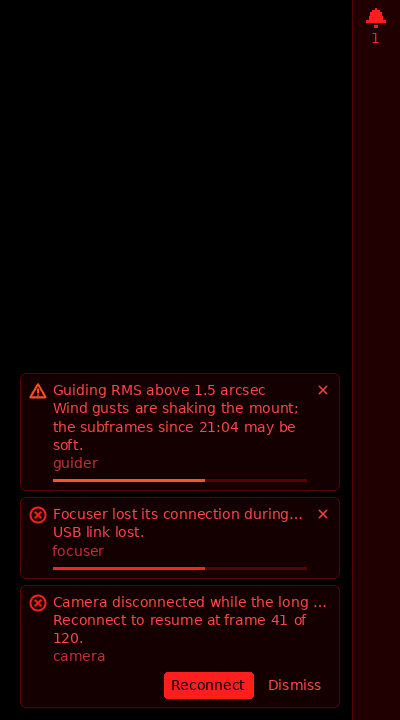 1
Guiding RMS above 1.5 arcsec
Wind gusts are shaking the mount;
the subframes since 21:04 may be
soft.
guider
Focuser lost its connection during…
USB link lost.
focuser
Camera disconnected while the long …
Reconnect to resume at frame 41 of
120.
camera
Reconnect
Dismiss